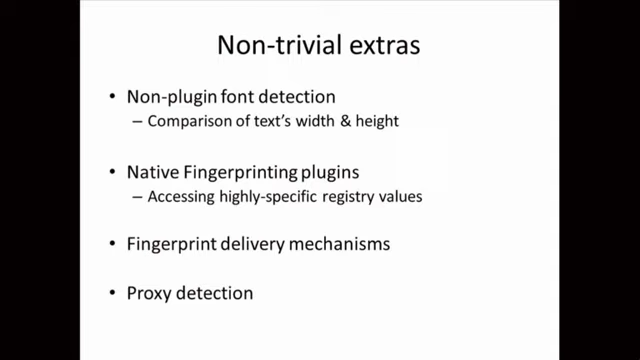 Non-trivial extras
• Non-plugin font detection
– Comparison of text's width & height
• Native Fingerprinting plugins
– Accessing highly-specific registry values
• Fingerprint delivery mechanisms
• Proxy detection